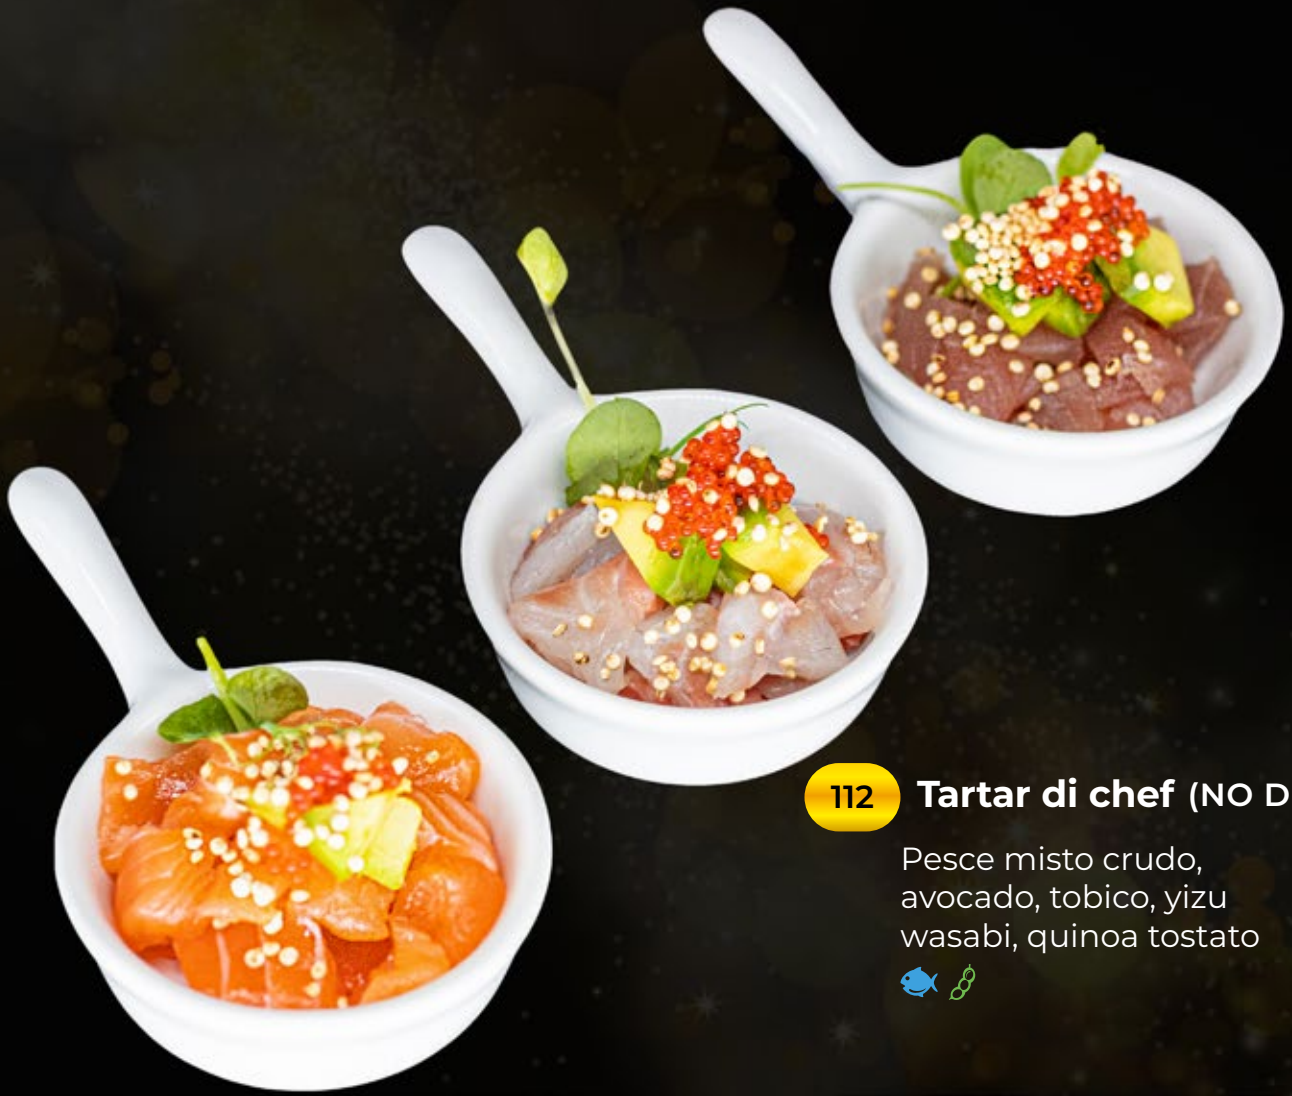 112 Tartar di chef (NO D
Pesce misto crudo,
avocado, tobico, yizu
wasabi, quinoa tostato